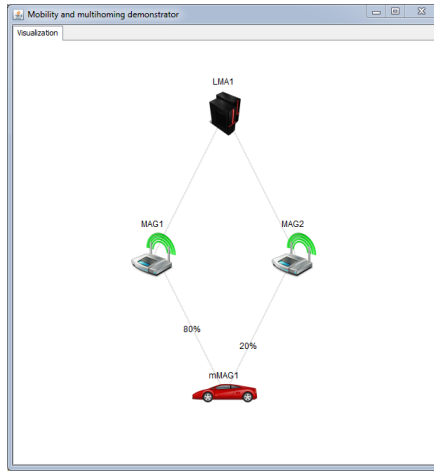 Mobility and multihoming demonstrator
Visualization
LMA1
MAG1
MAG2
80%
20%
mMAG1